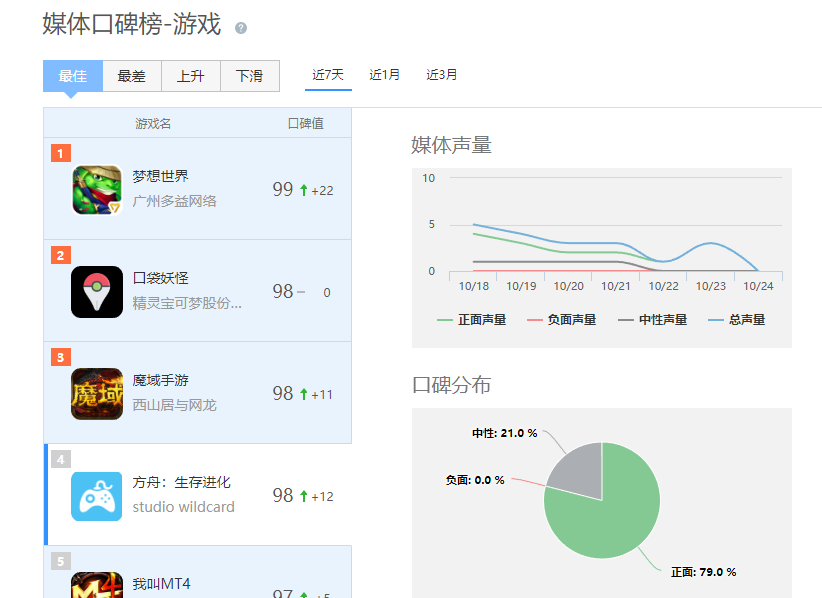 媒体口碑榜-游戏 ?
最佳 最差 上升 下滑 近7天 近1月 近3月
游戏名 口碑值
1
梦想世界
广州多益网络
99 +22
2
口袋妖怪
精灵宝可梦股份...
98 0
3
魔域
魔域手游
西山居与网龙
98 +11
4
方舟：生存进化
studio wildcard
98 +12
5
我叫MT4
97 +5
媒体声量
10
5
0
10/18 10/19 10/20 10/21 10/22 10/23 10/24
正面声量 负面声量 中性声量 总声量
口碑分布
中性: 21.0 %
负面: 0.0 %
正面: 79.0 %